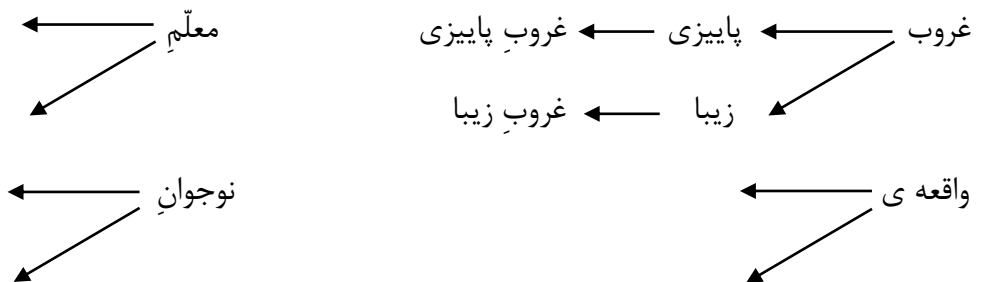 غروب پاییزی غروبِ پاییزی معلّمِ
زیبا غروبِ زیبا
واقعه ی نوجوانِ